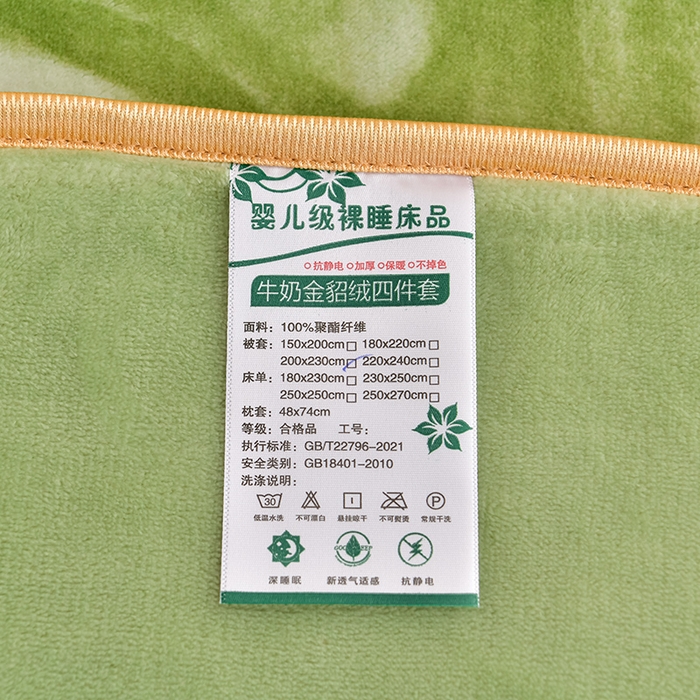 婴儿级裸睡床品
○抗静电○加厚○保暖○不掉色
牛奶金貂绒四件套
面料：100%聚酯纤维
被套：150x200cm□ 180x220cm□
200x230cm□ 220x240cm□
床单：180x230cm□ 230x250cm□
250x250cm□ 250x270cm□
枕套：48x74cm
等级：合格品 工号：
执行标准：GB/T22796-2021
安全类别：GB18401-2010
洗涤说明：
30 P
低温水洗 不可漂白 悬挂晾干 不可熨烫 常规干洗
深睡眠 新透气适感 抗静电